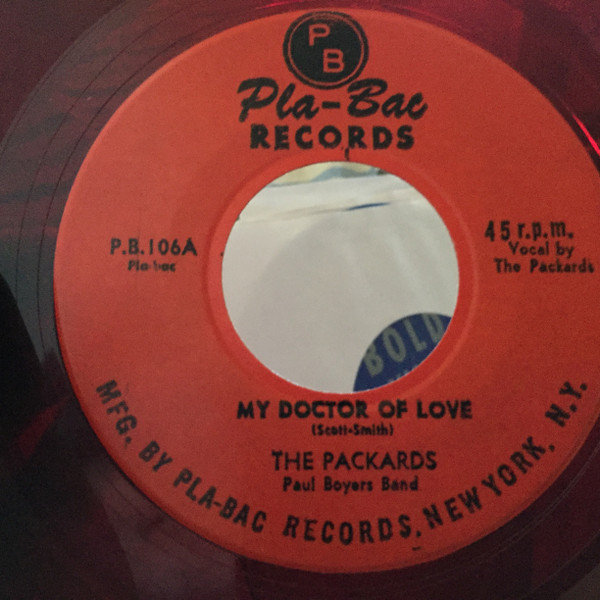 P
B
Pla-Bac
RECORDS
P.B.106A
Pla-bac
45 r.p.m.
Vocal by
The Packards
BOLD
MY DOCTOR OF LOVE
(Scott-Smith)
THE PACKARDS
Paul Boyers Band
MFG. BY PLA-BAC RECORDS, NEW YORK, N.Y.